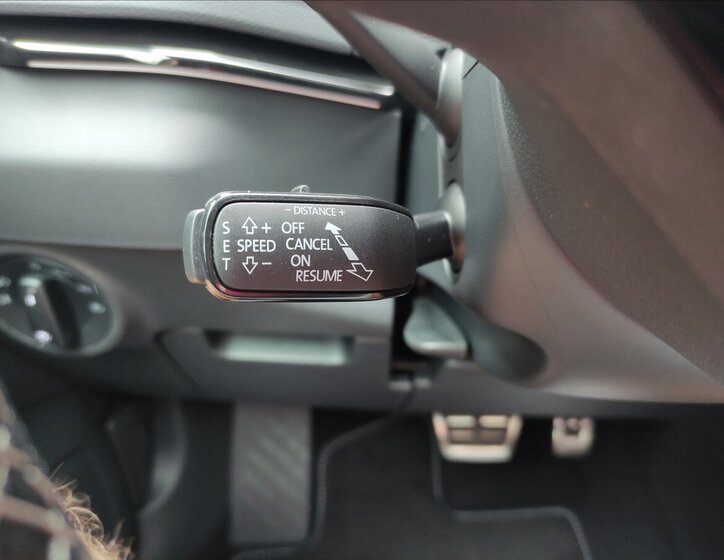 - DISTANCE +
S ⇧ + OFF
E SPEED CANCEL
T ⇩ - ON
RESUME